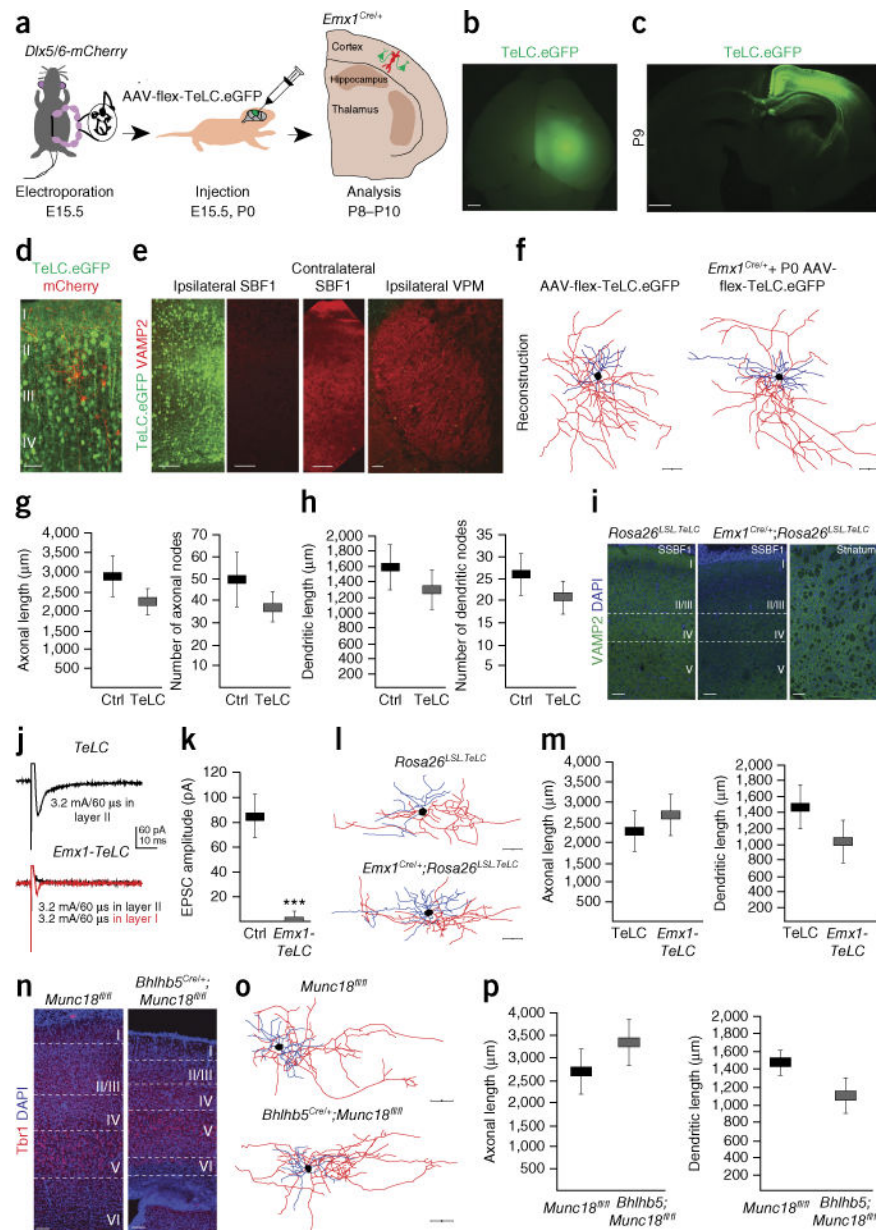 a
Dlx5/6-mCherry
AAV-flex-TeLC.eGFP
Emx1Cre/+
Cortex
Hippocampus
Thalamus
Electroporation
E15.5
Injection
E15.5, P0
Analysis
P8–P10
b
TeLC.eGFP
c
TeLC.eGFP
P9
d
TeLC.eGFP
mCherry
I
II
III
IV
e
Ipsilateral SBF1
Contralateral
SBF1
Ipsilateral VPM
TeLC.eGFP VAMP2
f
AAV-flex-TeLC.eGFP
Emx1Cre/+ + P0 AAV-
flex-TeLC.eGFP
Reconstruction
g
Axonal length (μm)
4,000
3,500
3,000
2,500
2,000
1,500
1,000
500
Ctrl TeLC
Number of axonal nodes
70
60
50
40
30
20
10
Ctrl TeLC
h
Dendritic length (μm)
2,000
1,800
1,600
1,400
1,200
1,000
800
600
400
200
Ctrl TeLC
Number of dendritic nodes
35
30
25
20
15
10
5
Ctrl TeLC
i
Rosa26LSL.TeLC
Emx1Cre/+;Rosa26LSL.TeLC
VAMP2 DAPI
SSBF1
I
II/III
IV
V
SSBF1
I
II/III
IV
V
Striatum
j
TeLC
3.2 mA/60 μs in
layer II
60 pA
10 ms
Emx1-TeLC
3.2 mA/60 μs in layer II
3.2 mA/60 μs in layer I
k
EPSC amplitude (pA)
120
100
80
60
40
20
***
Ctrl Emx1-
TeLC
l
Rosa26LSL.TeLC
Emx1Cre/+;Rosa26LSL.TeLC
m
Axonal length (μm)
4,000
3,500
3,000
2,500
2,000
1,500
1,000
500
TeLC Emx1-
TeLC
Dendritic length (μm)
2,000
1,800
1,600
1,400
1,200
1,000
800
600
400
200
TeLC Emx1-
TeLC
n
Munc18fl/fl
Bhlhb5Cre/+;
Munc18fl/fl
Tbr1 DAPI
I
II/III
IV
V
VI
I
II/III
IV
V
VI
o
Munc18fl/fl
Bhlhb5Cre/+;Munc18fl/fl
p
Axonal length (μm)
4,000
3,500
3,000
2,500
2,000
1,500
1,000
500
Munc18fl/fl Bhlhb5;
Munc18fl/fl
Dendritic length (μm)
2,000
1,800
1,600
1,400
1,200
1,000
800
600
400
200
Munc18fl/fl Bhlhb5;
Munc18fl/fl